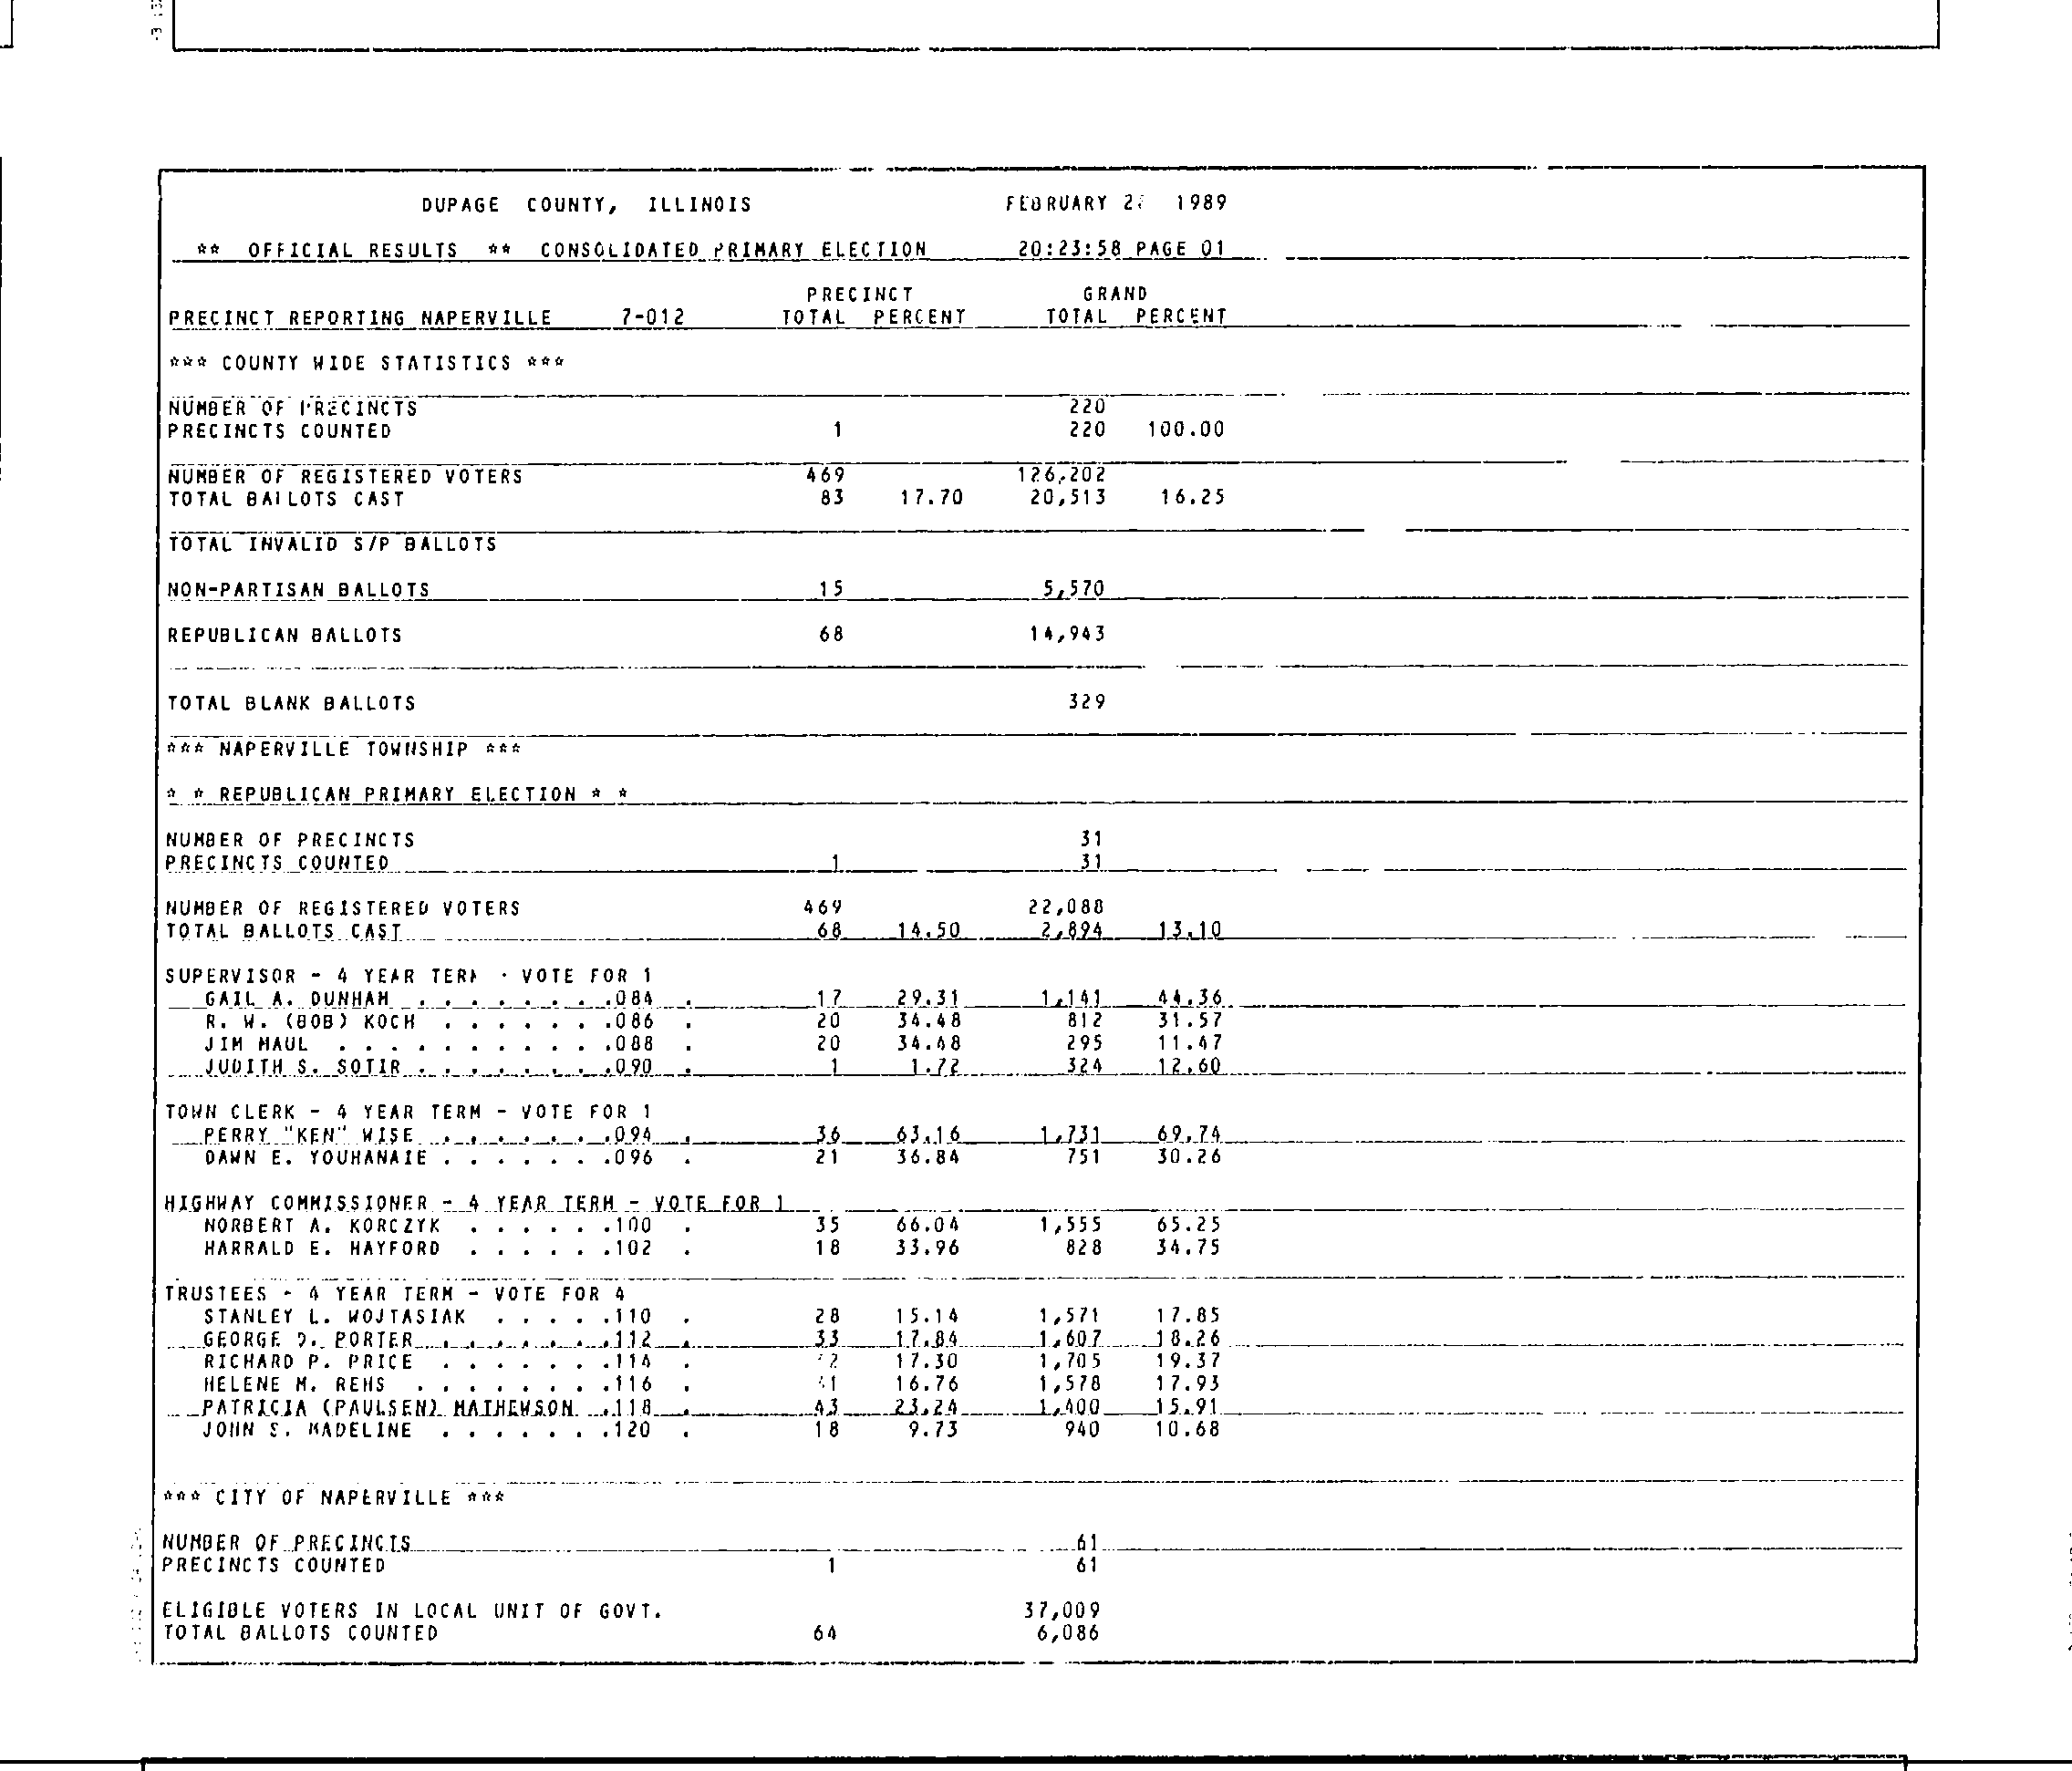 DUPAGE COUNTY, ILLINOIS FEBRUARY 1989
** OFFICIAL RESULTS ** CONSOLIDATED PRIMARY ELECTION 20:23:58 PAGE 01
PRECINCT GRAND
PRECINCT REPORTING NAPERVILLE 7-012 TOTAL PERCENT TOTAL PERCENT
*** COUNTY WIDE STATISTICS ***
NUMBER OF PRECINCTS 220
PRECINCTS COUNTED 1 220 100.00
NUMBER OF REGISTERED VOTERS 469 126,202
TOTAL BALLOTS CAST 83 17.70 20,513 16.25
TOTAL INVALID S/P BALLOTS
NON-PARTISAN BALLOTS 15 5,570
REPUBLICAN BALLOTS 68 14,943
TOTAL BLANK BALLOTS 329
*** NAPERVILLE TOWNSHIP ***
* * REPUBLICAN PRIMARY ELECTION * *
NUMBER OF PRECINCTS 31
PRECINCTS COUNTED 1 31
NUMBER OF REGISTERED VOTERS 469 22,088
TOTAL BALLOTS CAST 68 14.50 2,894 13.10
SUPERVISOR - 4 YEAR TERM - VOTE FOR 1
GAIL A. DUNHAM . . . . . . . .084 . 17 29.31 1,141 44.36
R. W. (BOB) KOCH . . . . . . .086 . 20 34.48 812 31.57
JIM MAUL . . . . . . . . . . .088 . 20 34.48 295 11.47
JUDITH S. SOTIR . . . . . . . .090 . 1 1.72 324 12.60
TOWN CLERK - 4 YEAR TERM - VOTE FOR 1
PERRY "KEN" WISE . . . . . . .094 . 36 63.16 1,731 69.74
DAWN E. YOUHANAIE . . . . . . .096 . 21 36.84 751 30.26
HIGHWAY COMMISSIONER - 4 YEAR TERM - VOTE FOR 1
NORBERT A. KORCZYK . . . . . .100 . 35 66.04 1,555 65.25
HARRALD E. HAYFORD . . . . . .102 . 18 33.96 828 34.75
TRUSTEES - 4 YEAR TERM - VOTE FOR 4
STANLEY L. WOJTASIAK . . . . .110 . 28 15.14 1,571 17.85
GEORGE D. PORTER . . . . . . .112 . 33 17.84 1,607 18.26
RICHARD P. PRICE . . . . . . .114 . 17.30 1,705 19.37
HELENE M. REHS . . . . . . . .116 . 16.76 1,578 17.93
PATRICIA (PAULSEN) MATHEWSON .118 . 43 23.24 1,400 15.91
JOHN S. MADELINE . . . . . . .120 . 18 9.73 940 10.68
*** CITY OF NAPERVILLE ***
NUMBER OF PRECINCTS 61
PRECINCTS COUNTED 1 61
ELIGIBLE VOTERS IN LOCAL UNIT OF GOVT. 37,009
TOTAL BALLOTS COUNTED 64 6,086